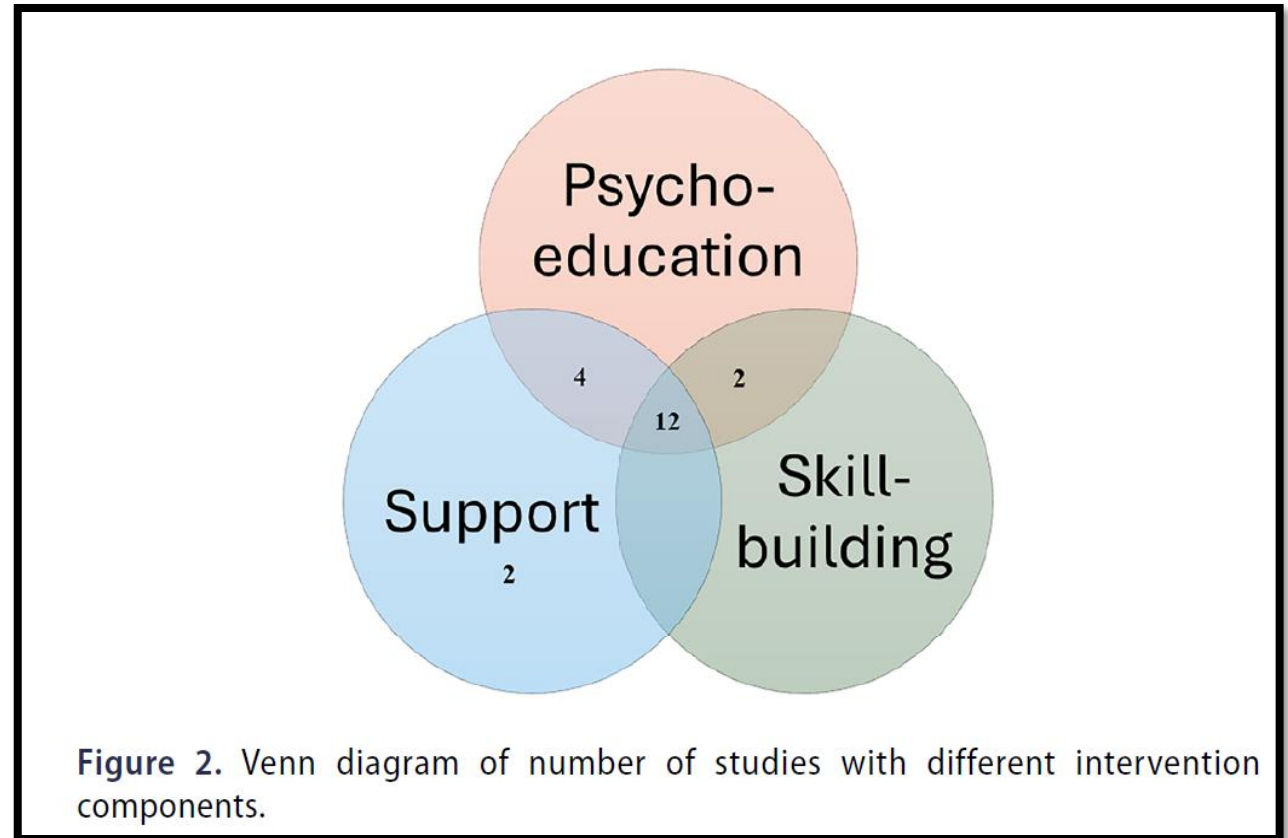 Psycho-
education
4
2
12
Skill-
building
Support
2
Figure 2. Venn diagram of number of studies with different intervention
components.